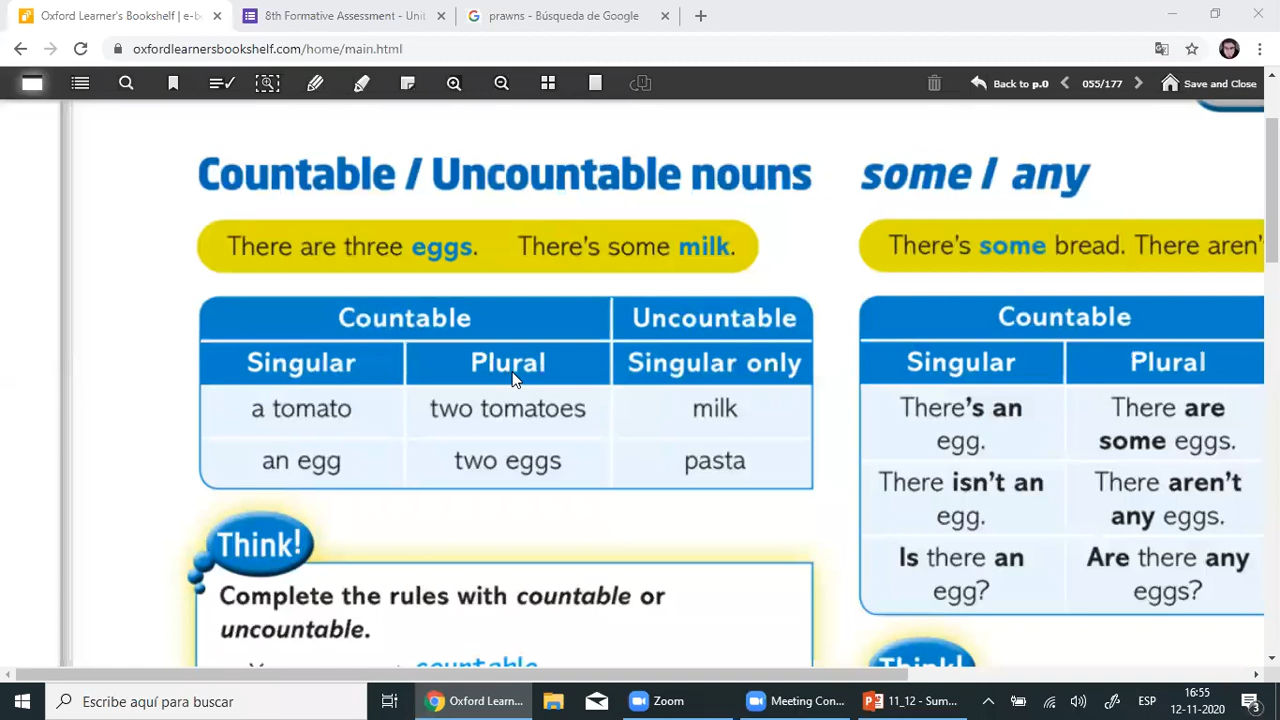 Oxford Learner's Bookshelf | e-b
8th Formative Assessment - Unit
prawns - Búsqueda de Google
oxfordlearnersbookshelf.com/home/main.html
Back to p.0
055/177
Save and Close
Countable / Uncountable nouns
There are three eggs. There's some milk.
Countable
Uncountable
Singular
Plural
Singular only
a tomato
two tomatoes
milk
an egg
two eggs
pasta
Think!
Complete the rules with countable or
uncountable.
countable
some / any
There's some bread. There aren'
Countable
Singular
Plural
There's an
egg.
There are
some eggs.
There isn't an
egg.
There aren't
any eggs.
Is there an
egg?
Are there any
eggs?
Think!
Escribe aquí para buscar
Oxford Learn...
Zoom
Meeting Con...
11_12 - Sum...
ESP
16:55
12-11-2020
3